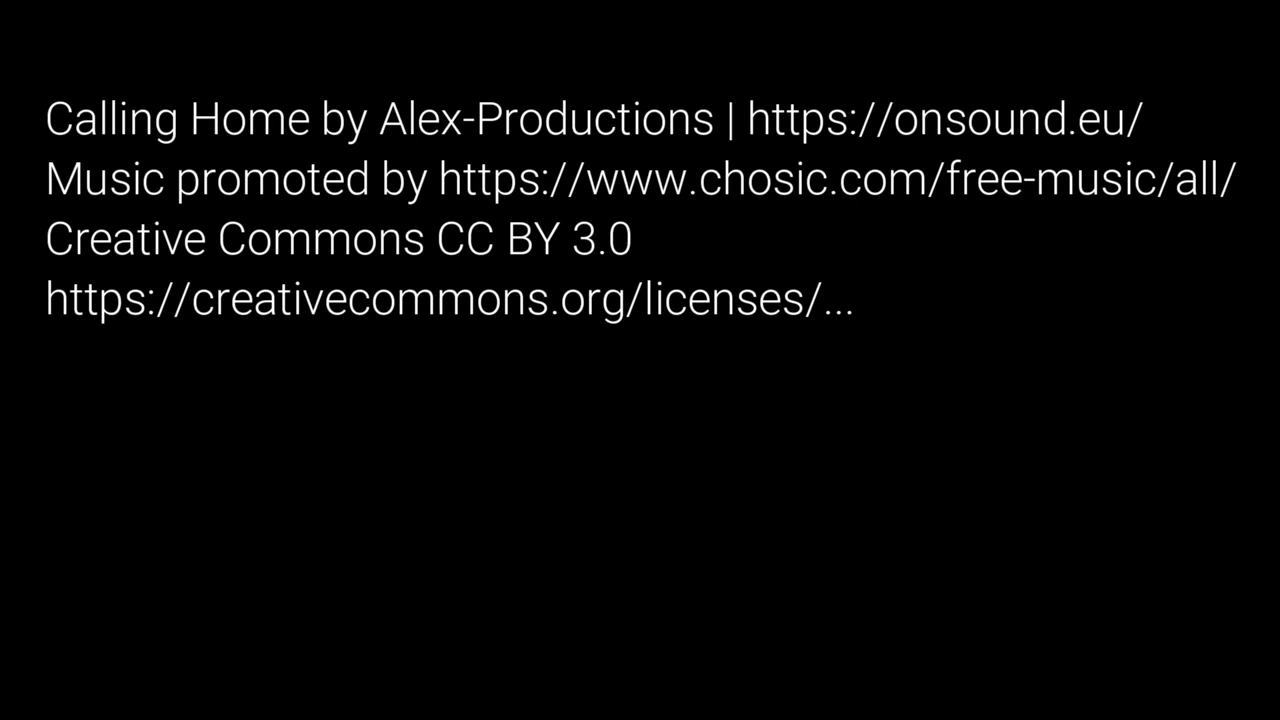 Calling Home by Alex-Productions | https://onsound.eu/
Music promoted by https://www.chosic.com/free-music/all/
Creative Commons CC BY 3.0
https://creativecommons.org/licenses/...